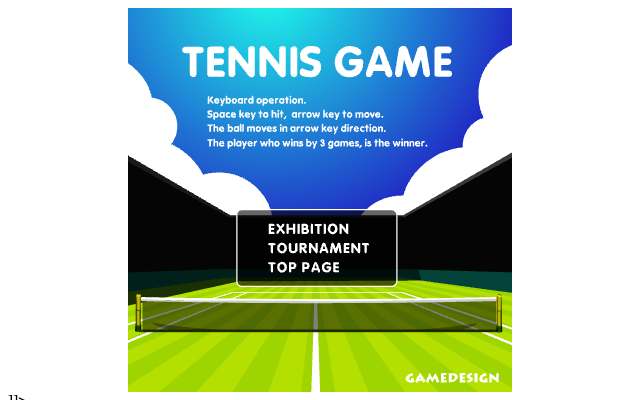 TENNIS GAME
Keyboard operation.
Space key to hit, arrow key to move.
The ball moves in arrow key direction.
The player who wins by 3 games, is the winner.
EXHIBITION
TOURNAMENT
TOP PAGE
GAMEDESIGN